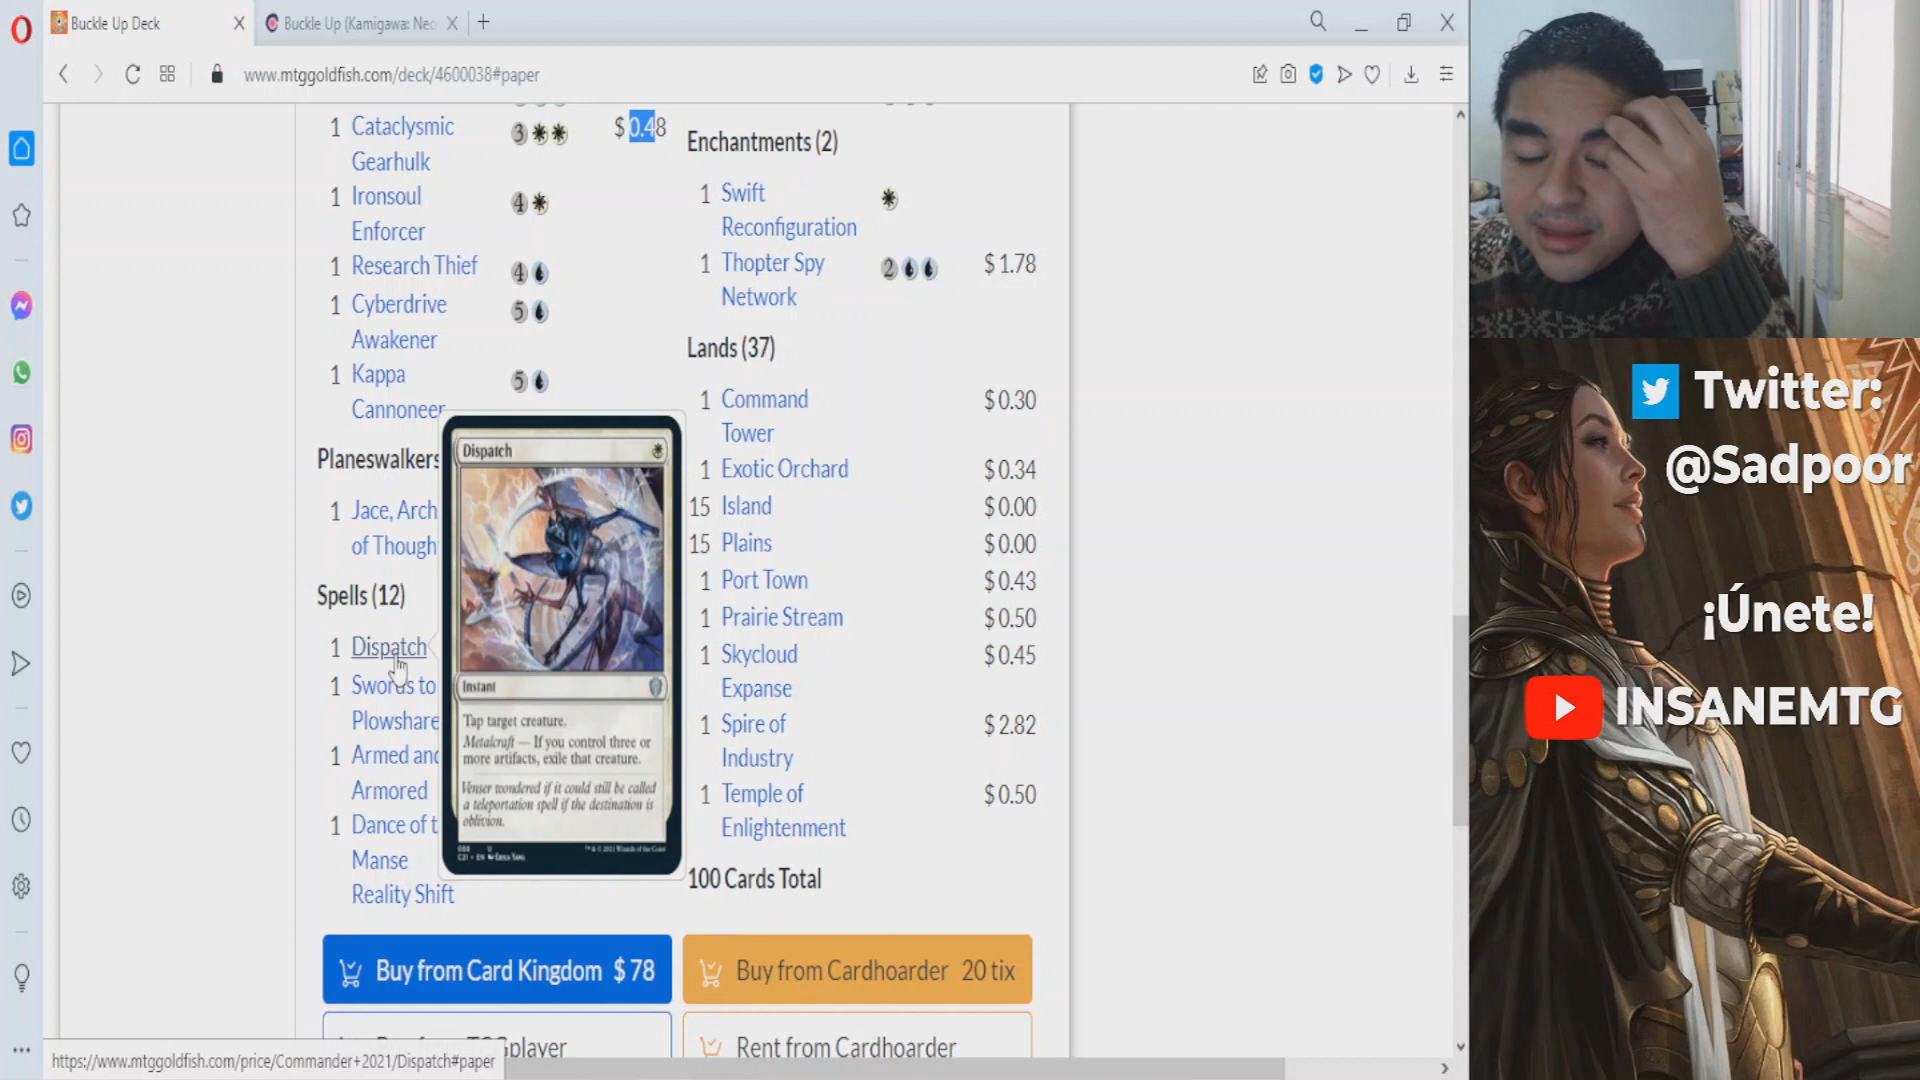 Buckle Up Deck
Buckle Up (Kamigawa: Neo
www.mtggoldfish.com/deck/4600038#paper
1 Cataclysmic Gearhulk 3 $ 0.48
1 Ironsoul Enforcer 4
1 Research Thief 4
1 Cyberdrive Awakener 5
1 Kappa Cannoneer 5
Planeswalkers
1 Jace, Arch
of Though
Spells (12)
1 Dispatch
1 Swords to
Plowshare
1 Armed and
Armored
1 Dance of t
Manse
Reality Shift
Dispatch
Instant
Tap target creature.
Metalcraft — If you control three or
more artifacts, exile that creature.
Venser wondered if it could still be called
a teleportation spell if the destination is
oblivion.
Enchantments (2)
1 Swift
Reconfiguration
1 Thopter Spy
Network 2 $ 1.78
Lands (37)
1 Command
Tower $ 0.30
1 Exotic Orchard $ 0.34
15 Island $ 0.00
15 Plains $ 0.00
1 Port Town $ 0.43
1 Prairie Stream $ 0.50
1 Skycloud
Expanse $ 0.45
1 Spire of
Industry $ 2.82
1 Temple of
Enlightenment $ 0.50
100 Cards Total
Buy from Card Kingdom $ 78
Buy from Cardhoarder 20 tix
Rent from Cardhoarder
https://www.mtggoldfish.com/price/Commander+2021/Dispatch#paper
Twitter:
@Sadpoor
¡Únete!
INSANEMTG